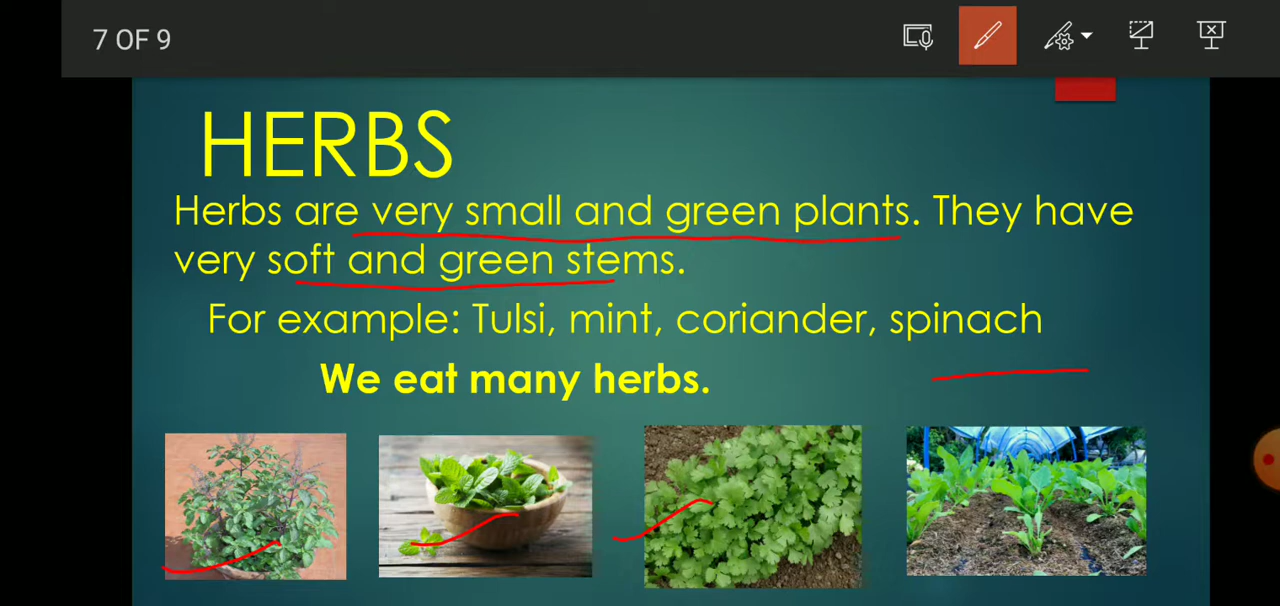 7 OF 9
HERBS
Herbs are very small and green plants. They have
very soft and green stems.
For example: Tulsi, mint, coriander, spinach
We eat many herbs.